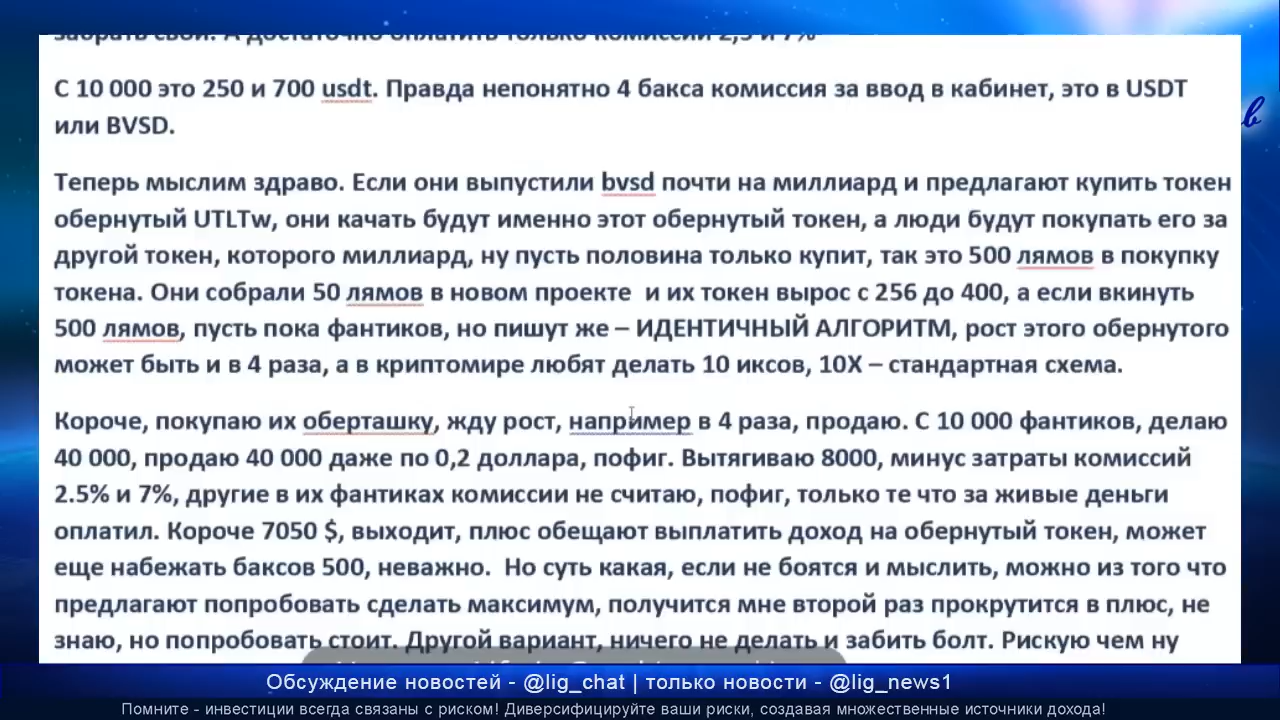 забрать свои. А достаточно оплатить только комиссии 2,5 и 7%
С 10 000 это 250 и 700 usdt. Правда непонятно 4 бакса комиссия за ввод в кабинет, это в USDT
или BVSD.
Теперь мыслим здраво. Если они выпустили bvsd почти на миллиард и предлагают купить токен
обернутый UTLTw, они качать будут именно этот обернутый токен, а люди будут покупать его за
другой токен, которого миллиард, ну пусть половина только купит, так это 500 лямов в покупку
токена. Они собрали 50 лямов в новом проекте  и их токен вырос с 256 до 400, а если вкинуть
500 лямов, пусть пока фантиков, но пишут же – ИДЕНТИЧНЫЙ АЛГОРИТМ, рост этого обернутого
может быть и в 4 раза, а в криптомире любят делать 10 иксов, 10Х – стандартная схема.
Короче, покупаю их оберташку, жду рост, например в 4 раза, продаю. С 10 000 фантиков, делаю
40 000, продаю 40 000 даже по 0,2 доллара, пофиг. Вытягиваю 8000, минус затраты комиссий
2.5% и 7%, другие в их фантиках комиссии не считаю, пофиг, только те что за живые деньги
оплатил. Короче 7050 $, выходит, плюс обещают выплатить доход на обернутый токен, может
еще набежать баксов 500, неважно.  Но суть какая, если не боятся и мыслить, можно из того что
предлагают попробовать сделать максимум, получится мне второй раз прокрутится в плюс, не
знаю, но попробовать стоит. Другой вариант, ничего не делать и забить болт. Рискую чем ну
Обсуждение новостей - @lig_chat | только новости - @lig_news1
Помните - инвестиции всегда связаны с риском! Диверсифицируйте ваши риски, создавая множественные источники дохода!